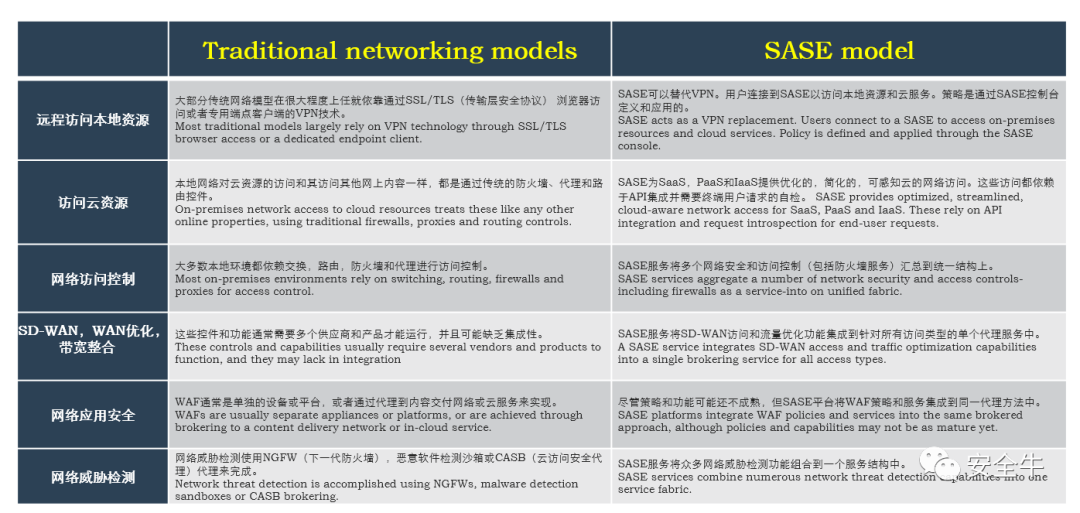 Traditional networking models
SASE model
远程访问本地资源
大部分传统网络模型在很大程度上任就依靠通过SSL/TLS（传输层安全协议） 浏览器访
问或者专用端点客户端的VPN技术。
Most traditional models largely rely on VPN technology through SSL/TLS
browser access or a dedicated endpoint client.
SASE可以替代VPN。用户连接到SASE以访问本地资源和云服务。策略是通过SASE控制台
定义和应用的。
SASE acts as a VPN replacement. Users connect to a SASE to access on-premises
resources and cloud services. Policy is defined and applied through the SASE
console.
访问云资源
本地网络对云资源的访问和其访问其他网上内容一样，都是通过传统的防火墙、代理和路
由控件。
On-premises network access to cloud resources treats these like any other
online properties, using traditional firewalls, proxies and routing controls.
SASE为SaaS，PaaS和IaaS提供优化的，简化的，可感知云的网络访问。这些访问都依赖
于API集成并需要终端用户请求的自检。 SASE provides optimized, streamlined,
cloud-aware network access for SaaS, PaaS and IaaS. These rely on API
integration and request introspection for end-user requests.
网络访问控制
大多数本地环境都依赖交换，路由，防火墙和代理进行访问控制。
Most on-premises environments rely on switching, routing, firewalls and
proxies for access control.
SASE服务将多个网络安全和访问控制（包括防火墙服务）汇总到统一结构上。
SASE services aggregate a number of network security and access controls-
including firewalls as a service-into on unified fabric.
SD-WAN，WAN优化，
带宽整合
这些控件和功能通常需要多个供应商和产品才能运行，并且可能缺乏集成性。
These controls and capabilities usually require several vendors and products to
function, and they may lack in integration
SASE服务将SD-WAN访问和流量优化功能集成到针对所有访问类型的单个代理服务中。
A SASE service integrates SD-WAN access and traffic optimization capabilities
into a single brokering service for all access types.
网络应用安全
WAF通常是单独的设备或平台，或者通过代理到内容交付网络或云服务来实现。
WAFs are usually separate appliances or platforms, or are achieved through
brokering to a content delivery network or in-cloud service.
尽管策略和功能可能还不成熟，但SASE平台将WAF策略和服务集成到同一代理方法中。
SASE platforms integrate WAF policies and services into the same brokered
approach, although policies and capabilities may not be as mature yet.
网络威胁检测
网络威胁检测使用NGFW（下一代防火墙），恶意软件检测沙箱或CASB（云访问安全代
理）代理来完成。
Network threat detection is accomplished using NGFWs, malware detection
sandboxes or CASB brokering.
SASE服务将众多网络威胁检测功能组合到一个服务结构中。
SASE services combine numerous network threat detection capabilities into one
service fabric.
安全牛